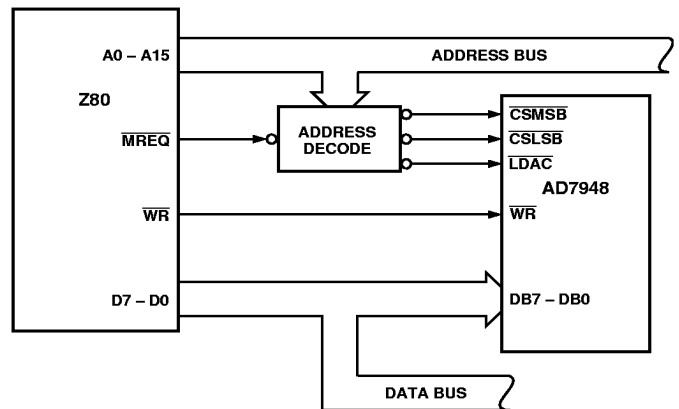 A0 – A15
ADDRESS BUS
Z80
MREQ
ADDRESS
DECODE
CSMSB
CSLSB
LDAC
AD7948
WR
WR
D7 – D0
DB7 – DB0
DATA BUS